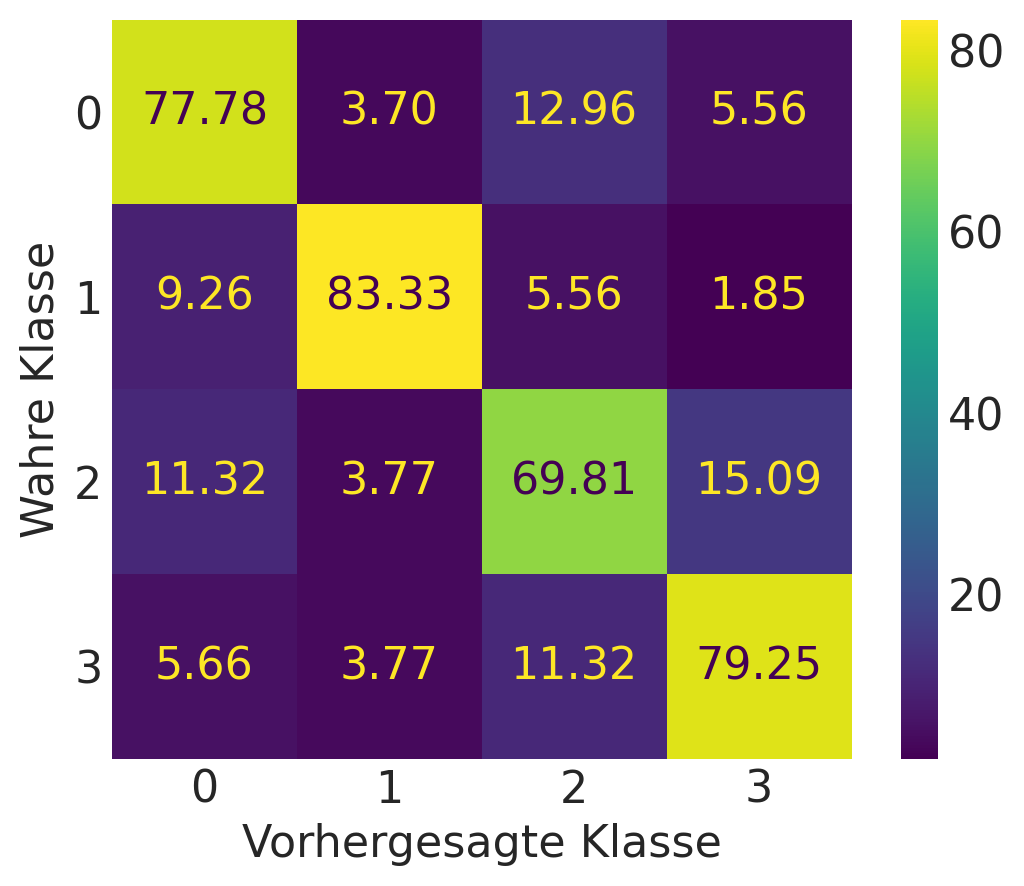 0 77.78 3.70 12.96 5.56
1 9.26 83.33 5.56 1.85
2 11.32 3.77 69.81 15.09
3 5.66 3.77 11.32 79.25
0 1 2 3
Vorhergesagte Klasse
Wahre Klasse
80
60
40
20